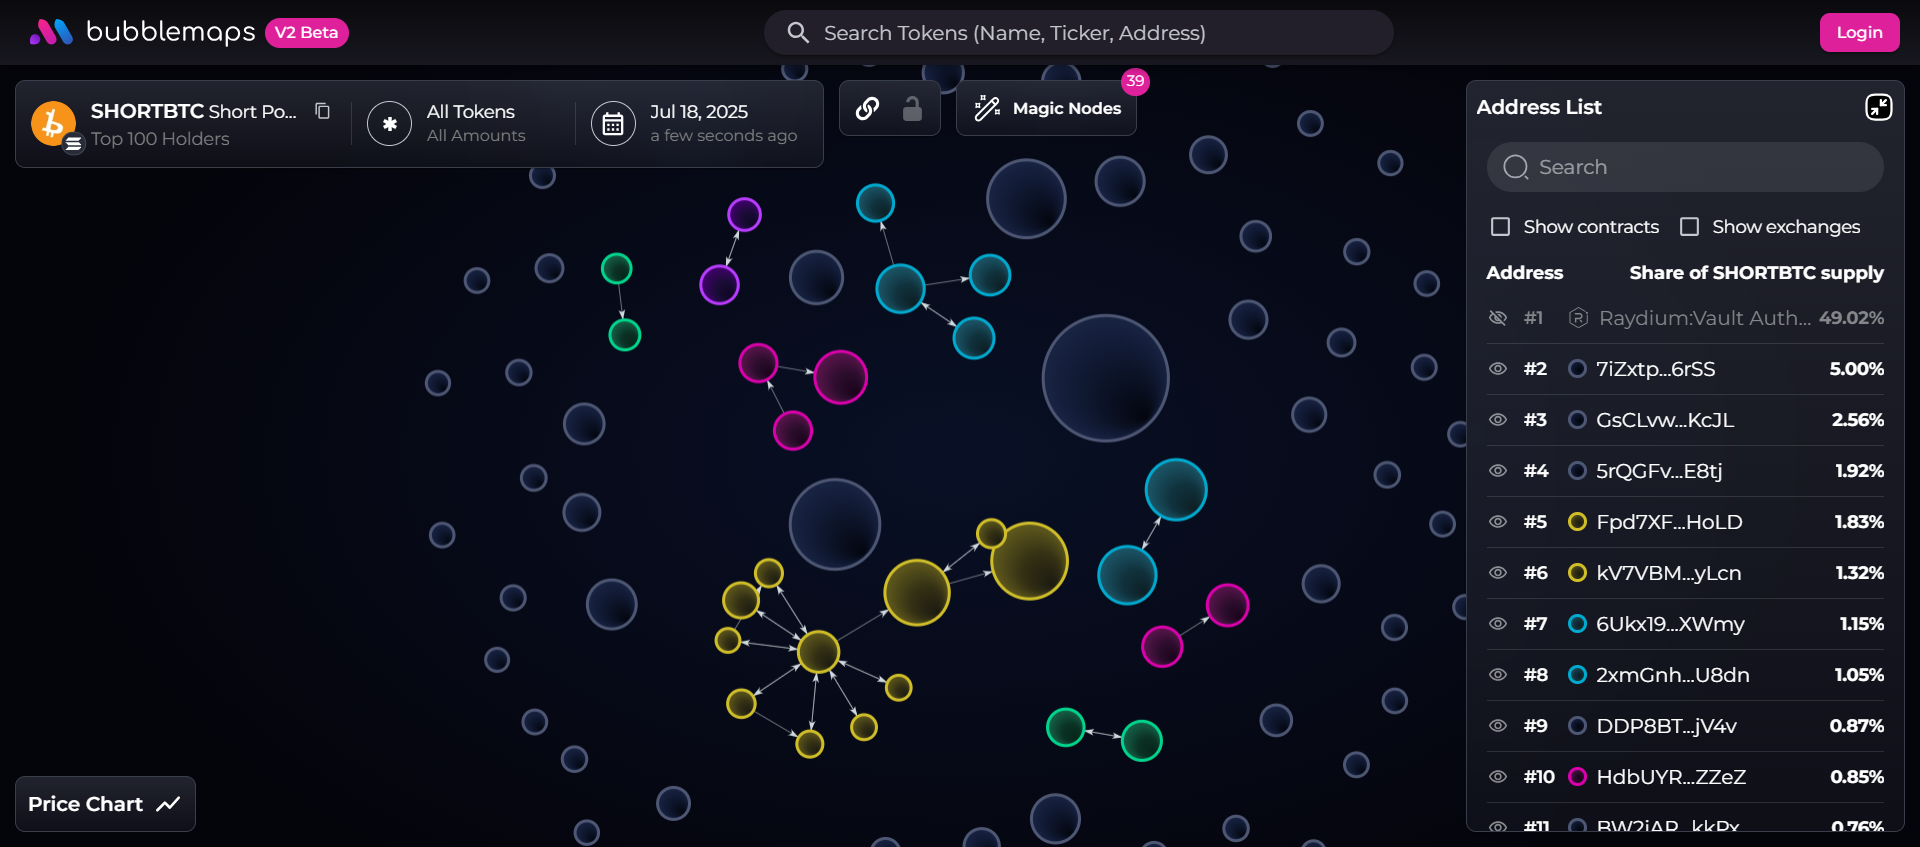 bubblemaps V2 Beta
Search Tokens (Name, Ticker, Address)
Login
SHORTBTC Short Po...
Top 100 Holders
All Tokens
All Amounts
Jul 18, 2025
a few seconds ago
Magic Nodes
39
Address List
Search
Show contracts Show exchanges
Address Share of SHORTBTC supply
#1 Raydium:Vault Auth... 49.02%
#2 7iZxtp...6rSS 5.00%
#3 GsCLvw...KcJL 2.56%
#4 5rQGFv...E8tj 1.92%
#5 Fpd7XF...HoLD 1.83%
#6 kV7VBM...yLcn 1.32%
#7 6Ukx19...XWmy 1.15%
#8 2xmGnh...U8dn 1.05%
#9 DDP8BT...jV4v 0.87%
#10 HdbUYR...ZZeZ 0.85%
#11 0.76%
Price Chart